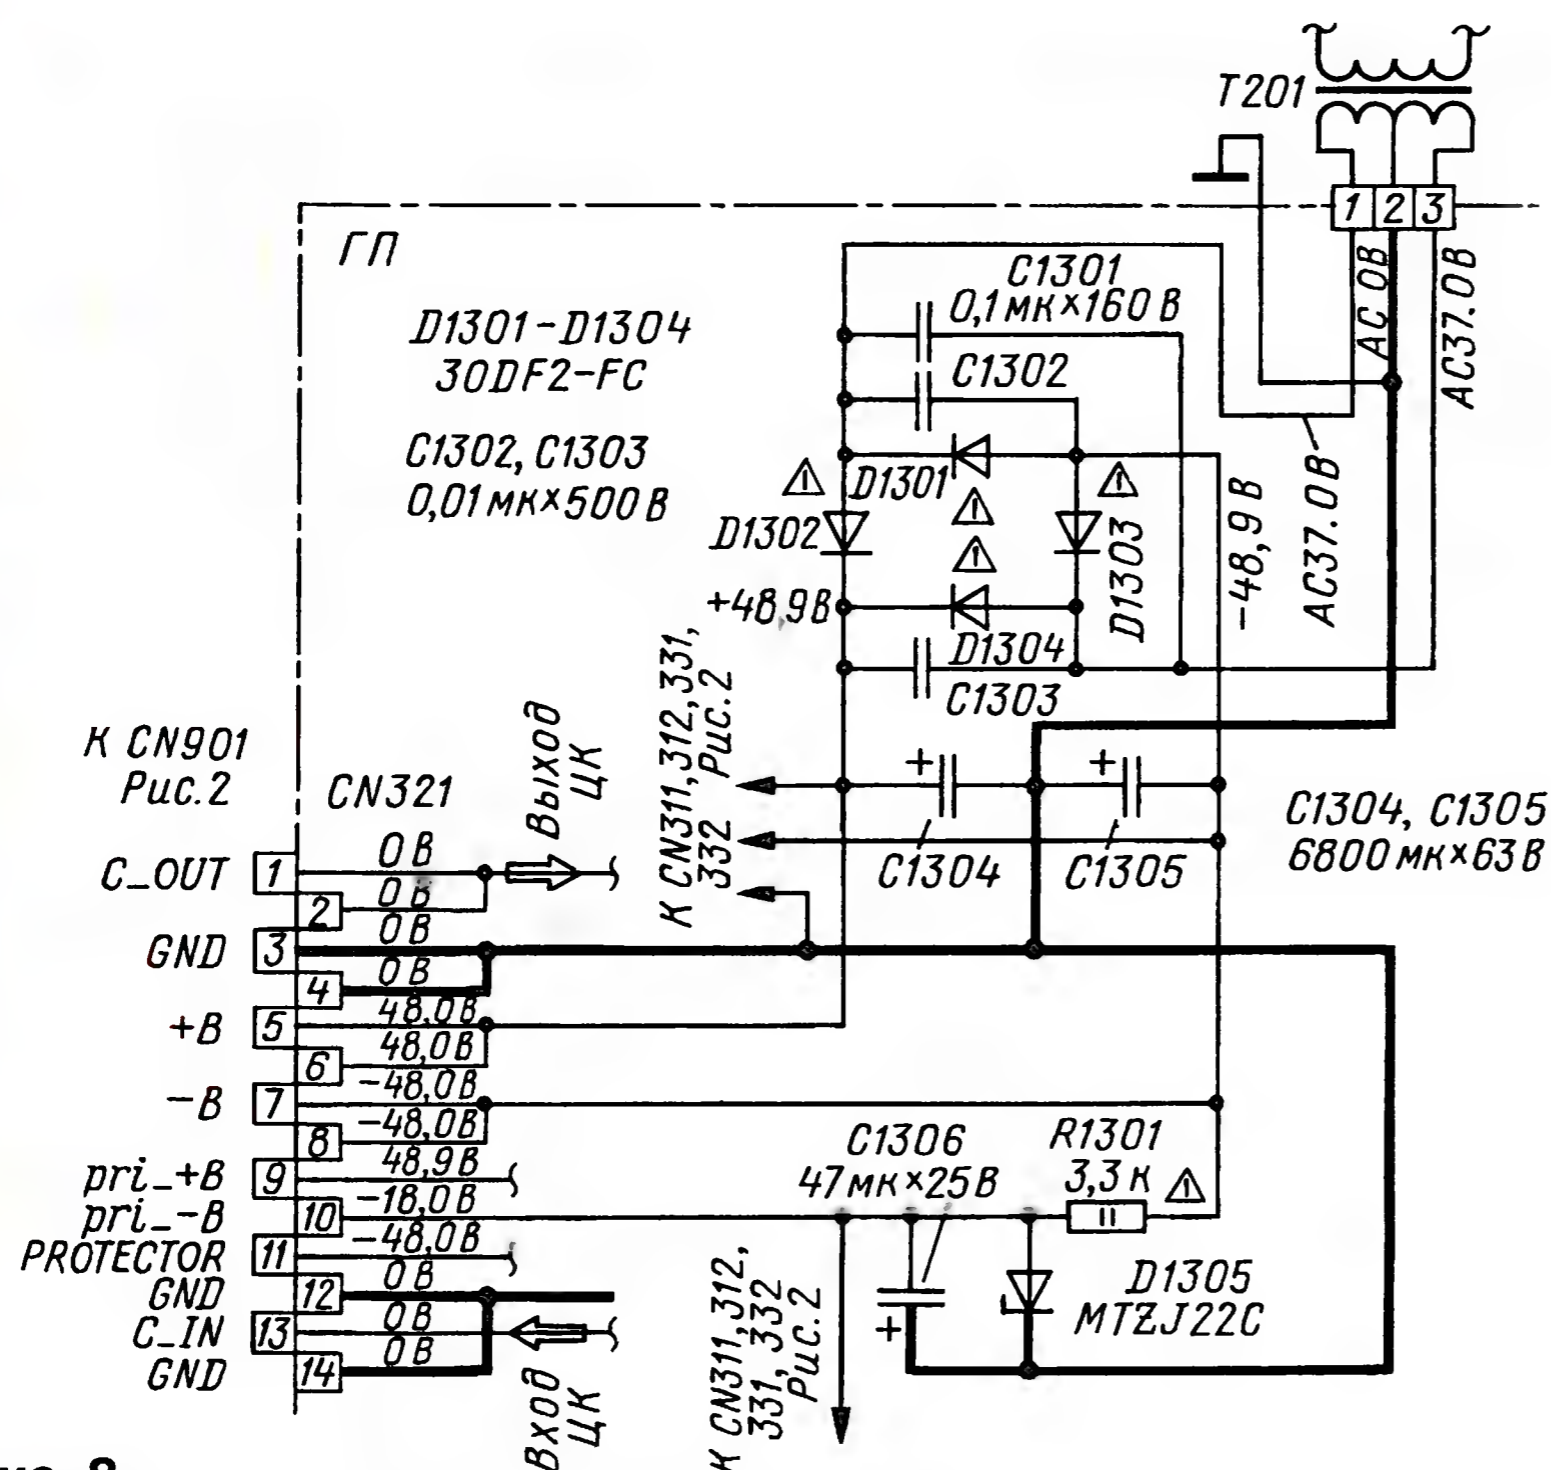 T201
1 2 3
AC 0В
AC37.0В
ГП
C1301
0,1мк×160В
D1301-D1304
30DF2-FC
C1302
C1302, C1303
0,01мк×500В
D1301
D1302
D1303
-48,9В
AC37.0В
+48,9В
D1304
C1303
К CN311,312,331,
332 Рис.2
К CN901
Рис.2
CN321
Выход
ЦК
C1304
C1305
C1304, C1305
6800мк×63В
C_OUT 1 0В
2 0В
GND 3 0В
4 0В
+B 5 48,0В
6 48,0В
-B 7 -48,0В
8 -48,0В
pri_+B 9 48,9В
pri_-B 10 -18,0В
PROTECTOR 11 -48,0В
GND 12 0В
C_IN 13 0В
GND 14 0В
Вход
ЦК
C1306
47мк×25В
R1301
3,3к
D1305
MTZJ22C
К CN311,312,
331,332
Рис.2